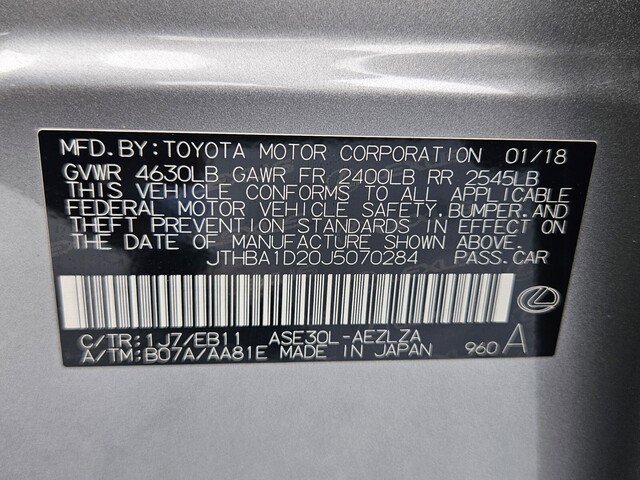 MFD.BY:TOYOTA MOTOR CORPORATION 01/18
GVWR 4630LB GAWR FR 2400LB RR 2545LB
THIS VEHICLE CONFORMS TO ALL APPLICABLE
FEDERAL MOTOR VEHICLE SAFETY,BUMPER,AND
THEFT PREVENTION STANDARDS IN EFFECT ON
THE DATE OF MANUFACTURE SHOWN ABOVE.
JTHBA1D20J5070284 PASS.CAR
C/TR:1J7/EB11 ASE30L-AEZLZA
A/TM:B07A/AA81E MADE IN JAPAN 960 A